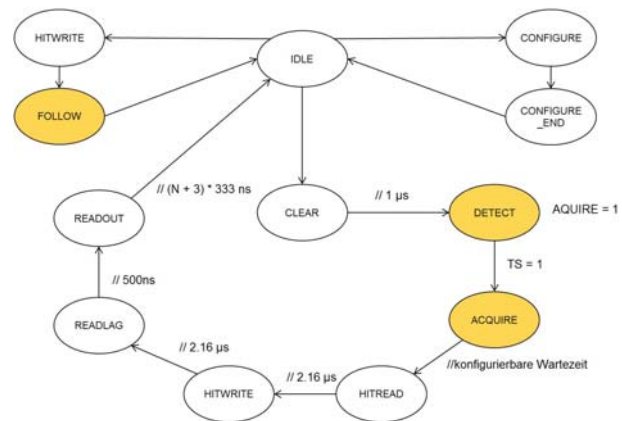 HITWRITE
IDLE
CONFIGURE
FOLLOW
CONFIGURE
_END
// (N + 3) * 333 ns
READOUT
CLEAR
// 1 µs
DETECT
AQUIRE = 1
TS = 1
// 500ns
READLAG
ACQUIRE
// 2.16 µs
//konfigurierbare Wartezeit
// 2.16 µs
HITWRITE
HITREAD